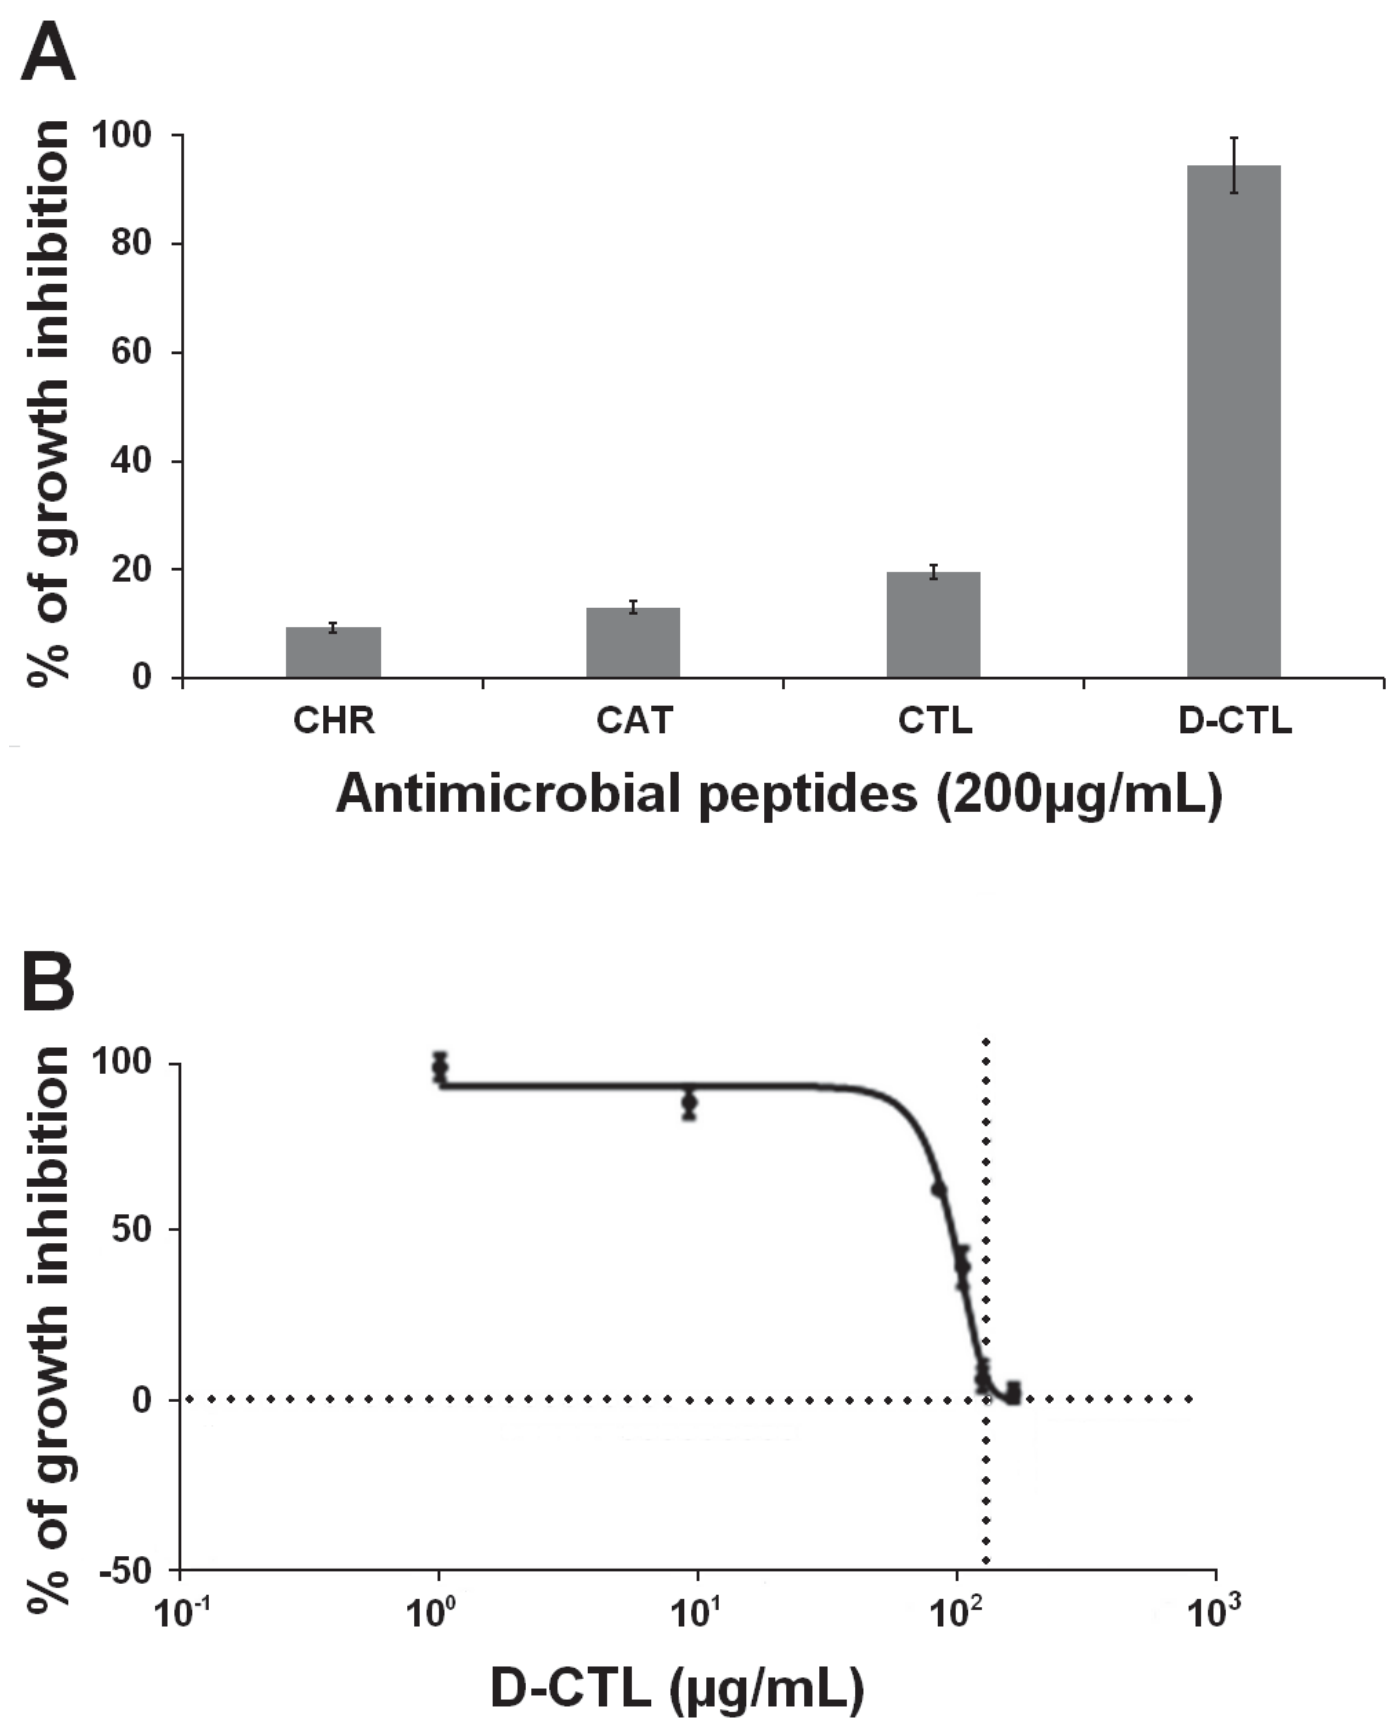 A
% of growth inhibition
100
80
60
40
20
0
CHR CAT CTL D-CTL
Antimicrobial peptides (200µg/mL)
B
% of growth inhibition
100
50
0
-50
10⁻¹ 10⁰ 10¹ 10² 10³
D-CTL (µg/mL)